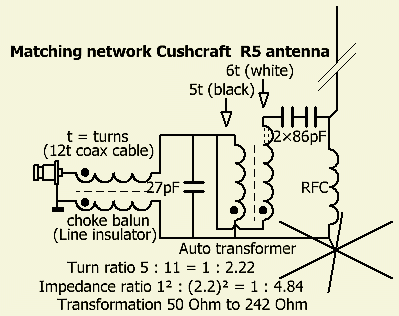 Matching network Cushcraft R5 antenna
6t (white)
5t (black)
t = turns
(12t coax cable)
2×86pF
27pF
RFC
choke balun
(Line insulator)
Auto transformer
Turn ratio 5 : 11 = 1 : 2.22
Impedance ratio 1² : (2.2)² = 1 : 4.84
Transformation 50 Ohm to 242 Ohm